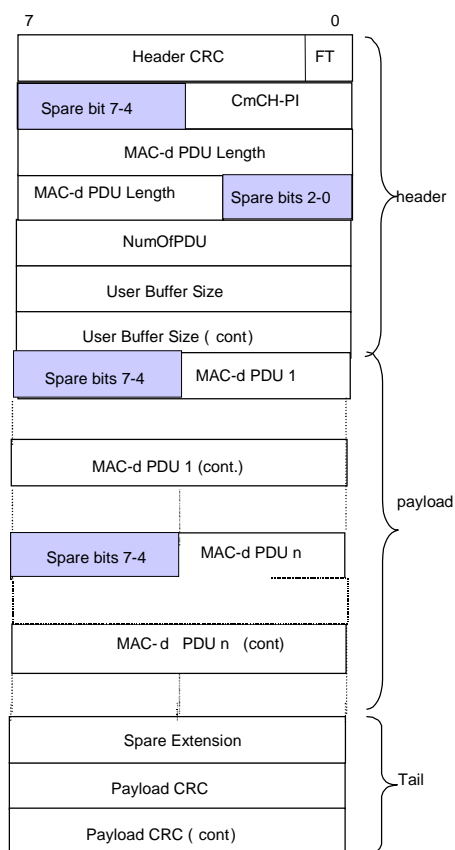 7 0
Header CRC FT
Spare bit 7-4 CmCH-PI
MAC-d PDU Length
MAC-d PDU Length Spare bits 2-0
header
NumOfPDU
User Buffer Size
User Buffer Size ( cont)
Spare bits 7-4 MAC-d PDU 1
MAC-d PDU 1 (cont.)
payload
Spare bits 7-4 MAC-d PDU n
MAC- d PDU n (cont)
Spare Extension
Tail
Payload CRC
Payload CRC ( cont)